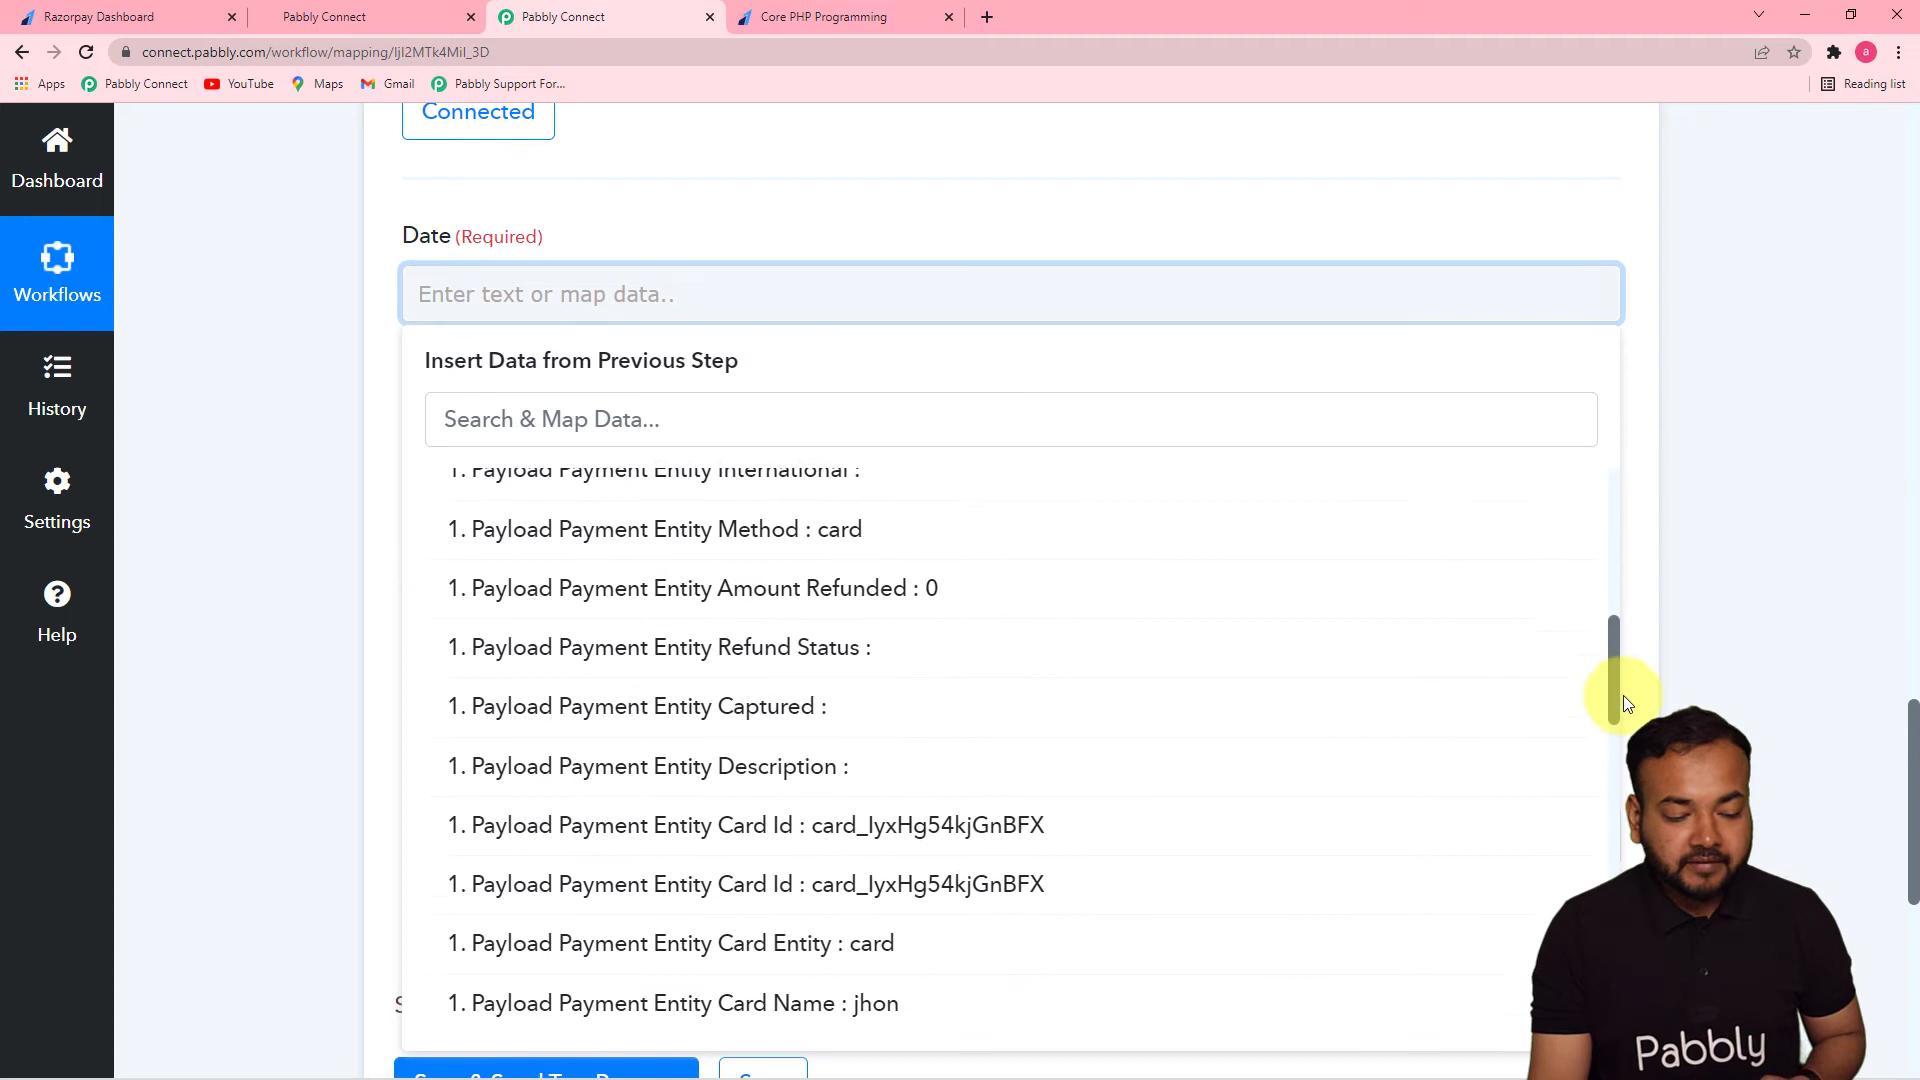 Razorpay Dashboard
Pabbly Connect
Pabbly Connect
Core PHP Programming
connect.pabbly.com/workflow/mapping/IjI2MTk4MiI_3D
Apps
Pabbly Connect
YouTube
Maps
Gmail
Pabbly Support For...
Reading list
Dashboard
Workflows
History
Settings
Help
Connected
Date (Required)
Enter text or map data..
Insert Data from Previous Step
Search & Map Data...
1. Payload Payment Entity International :
1. Payload Payment Entity Method : card
1. Payload Payment Entity Amount Refunded : 0
1. Payload Payment Entity Refund Status :
1. Payload Payment Entity Captured :
1. Payload Payment Entity Description :
1. Payload Payment Entity Card Id : card_IyxHg54kjGnBFX
1. Payload Payment Entity Card Id : card_IyxHg54kjGnBFX
1. Payload Payment Entity Card Entity : card
1. Payload Payment Entity Card Name : jhon
Pabbly